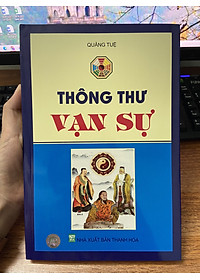 QUẢNG TUỆ
THÔNG THƯ
VẠN SỰ
NHÀ XUẤT BẢN THANH HÓA